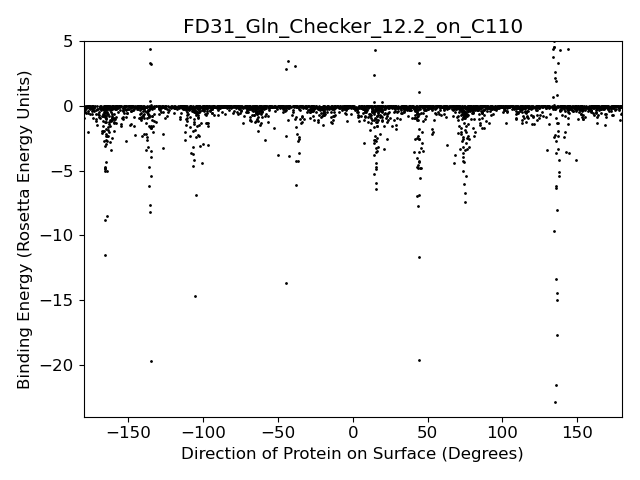 FD31_Gln_Checker_12.2_on_C110
Binding Energy (Rosetta Energy Units)
5
0
−5
−10
−15
−20
−150 −100 −50 0 50 100 150
Direction of Protein on Surface (Degrees)